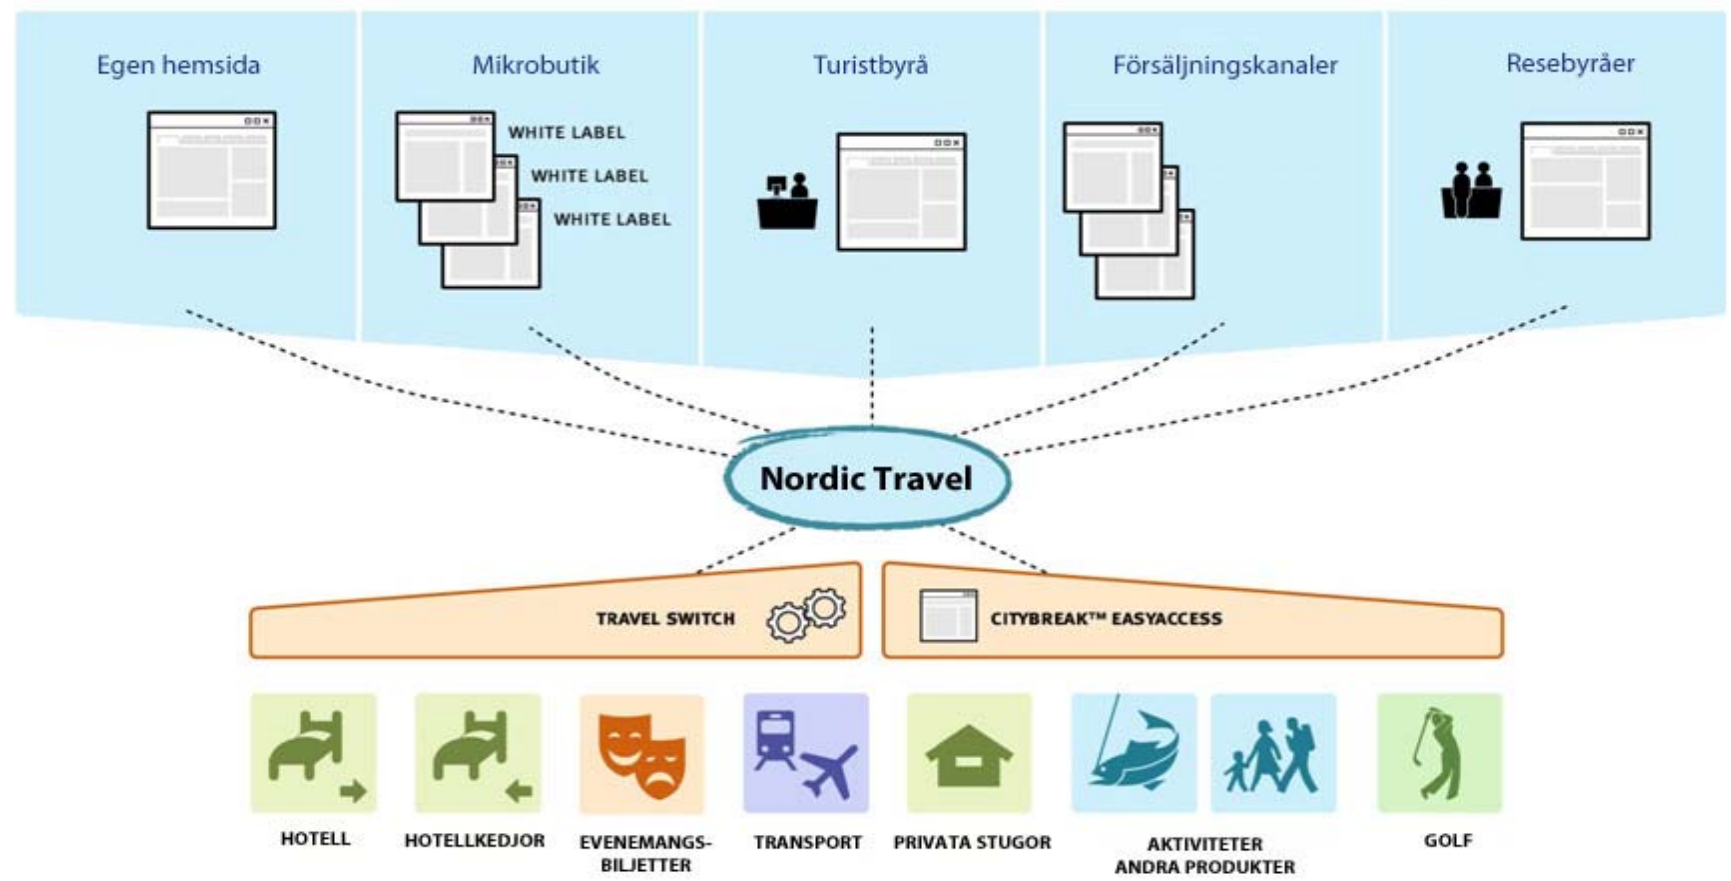 Egen hemsida
Mikrobutik
Turistbyrå
Försäljningskanaler
Resebyråer
WHITE LABEL
WHITE LABEL
WHITE LABEL
Nordic Travel
TRAVEL SWITCH
CITYBREAK™ EASYACCESS
HOTELL
HOTELLKEDJOR
EVENEMANGS-
BILJETTER
TRANSPORT
PRIVATA STUGOR
AKTIVITETER
ANDRA PRODUKTER
GOLF